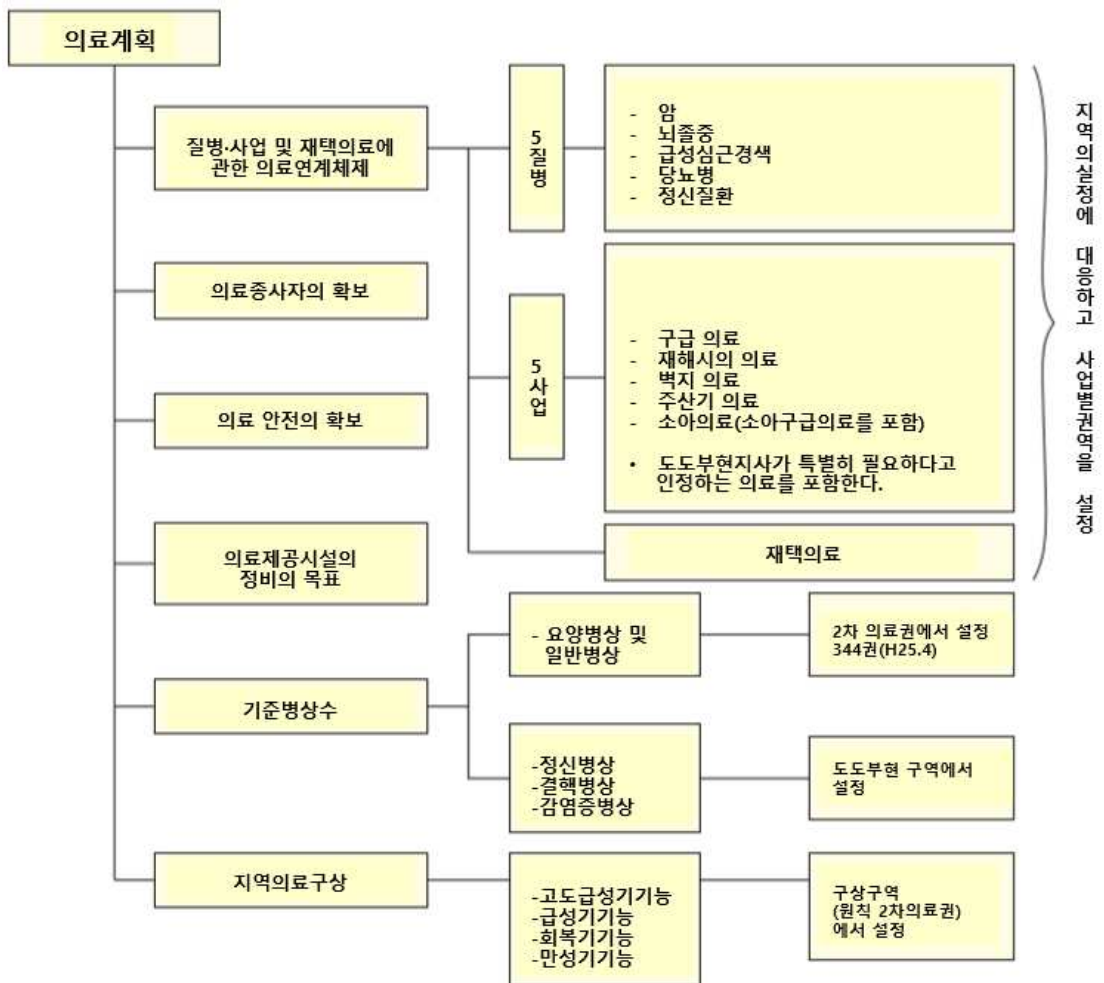 의료계획
질병·사업 및 재택의료에
관한 의료연계체제
5
질
병
- 암
- 뇌졸중
- 급성심근경색
- 당뇨병
- 정신질환
의료종사자의 확보
5
사
업
- 구급 의료
- 재해시의 의료
- 벽지 의료
- 주산기 의료
- 소아의료(소아구급의료를 포함)
• 도도부현지사가 특별히 필요하다고
인정하는 의료를 포함한다.
지역의실정에 대응하고 사업별권역을 설정
의료 안전의 확보
의료제공시설의
정비의 목표
재택의료
기준병상수
- 요양병상 및
일반병상
2차 의료권에서 설정
344권(H25.4)
-정신병상
-결핵병상
-감염증병상
도도부현 구역에서
설정
지역의료구상
-고도급성기기능
-급성기기능
-회복기기능
-만성기기능
구상구역
(원칙 2차의료권)
에서 설정